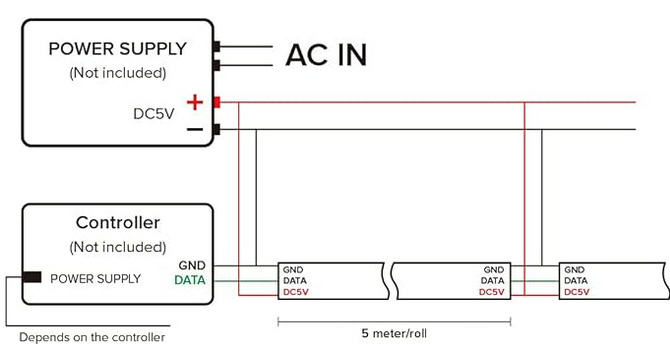 POWER SUPPLY
(Not included)
AC IN
+
DC5V
−
Controller
(Not included)
GND
DATA
POWER SUPPLY
Depends on the controller
GND
DATA
DC5V
GND
DATA
DC5V
GND
DATA
DC5V
5 meter/roll